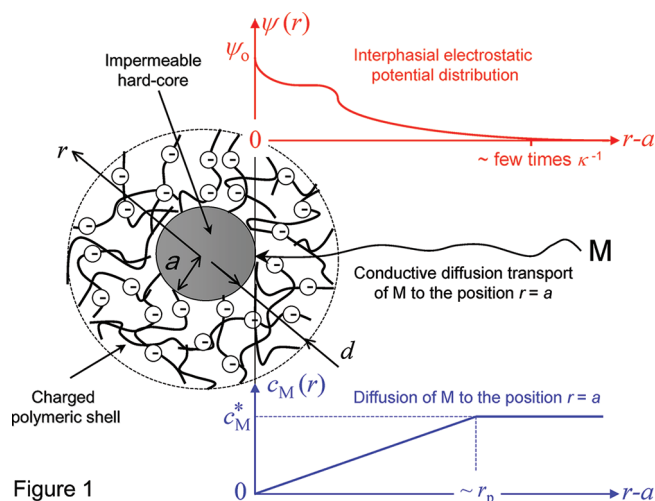 ψ(r)
Impermeable
hard-core
ψo
Interphasial electrostatic
potential distribution
0
r-a
~ few times κ⁻¹
r
a
M
Conductive diffusion transport
of M to the position r = a
d
Charged
polymeric shell
cM(r)
Diffusion of M to the position r = a
c*M
0
~ rp
r-a
Figure 1